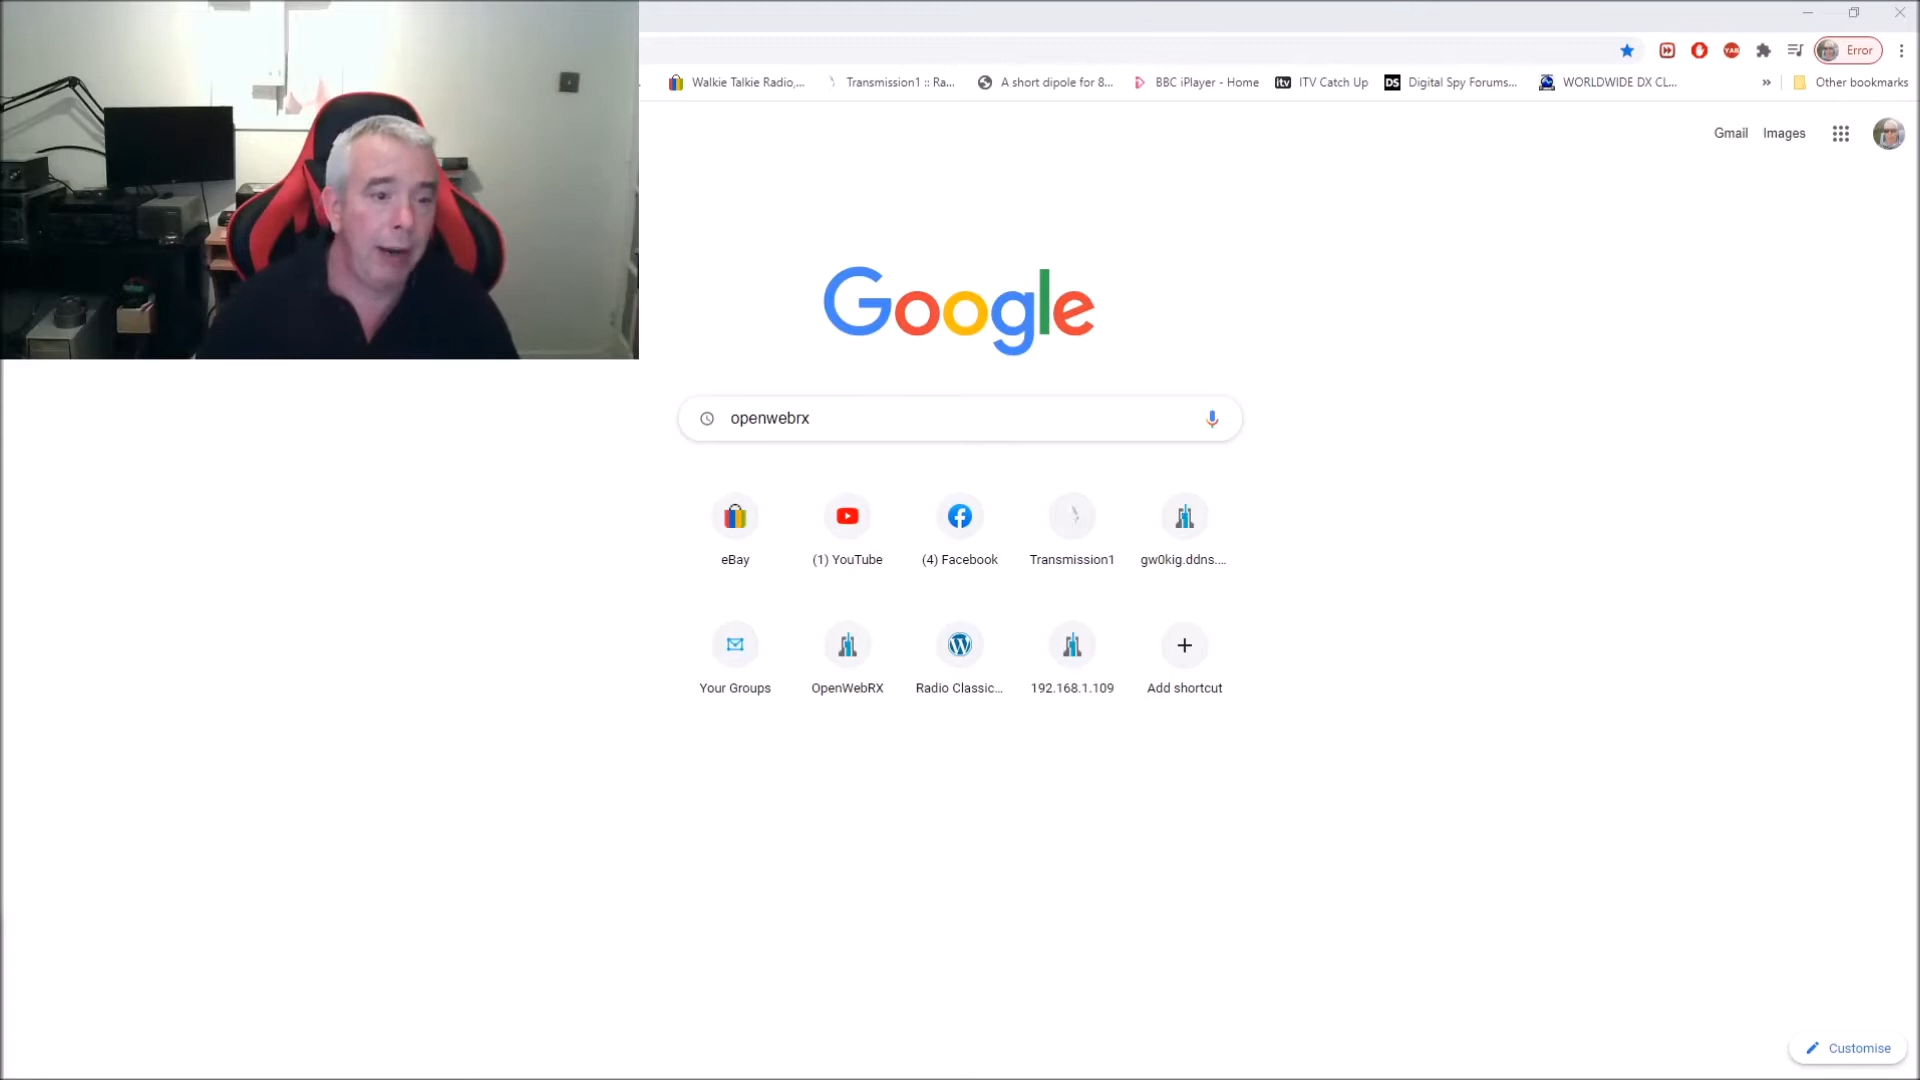 Error
Walkie Talkie Radio,...
Transmission1 :: Ra...
A short dipole for 8...
BBC iPlayer - Home
itv
ITV Catch Up
DS
Digital Spy Forums...
WORLDWIDE DX CL...
»
Other bookmarks
Gmail
Images
Google
openwebrx
eBay
(1) YouTube
(4) Facebook
Transmission1
gw0kig.ddns....
Your Groups
OpenWebRX
Radio Classic...
192.168.1.109
Add shortcut
Customise